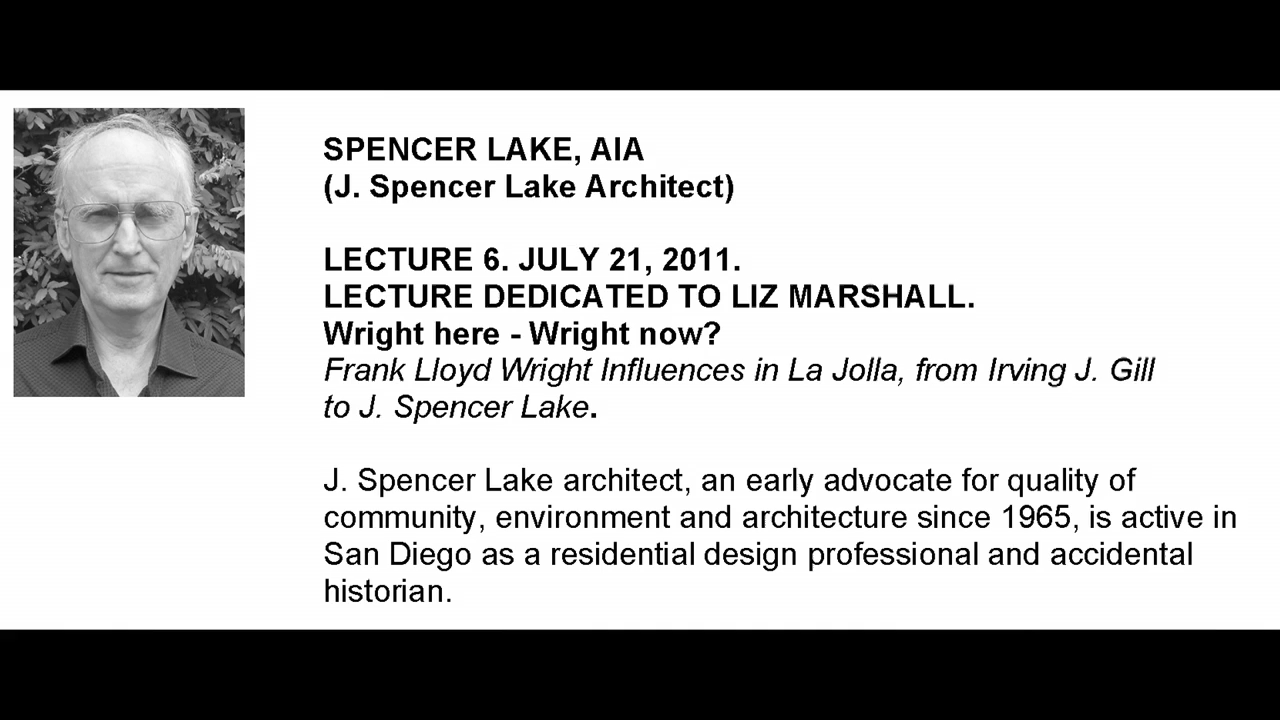 SPENCER LAKE, AIA
(J. Spencer Lake Architect)
LECTURE 6. JULY 21, 2011.
LECTURE DEDICATED TO LIZ MARSHALL.
Wright here - Wright now?
Frank Lloyd Wright Influences in La Jolla, from Irving J. Gill
to J. Spencer Lake.
J. Spencer Lake architect, an early advocate for quality of
community, environment and architecture since 1965, is active in
San Diego as a residential design professional and accidental
historian.